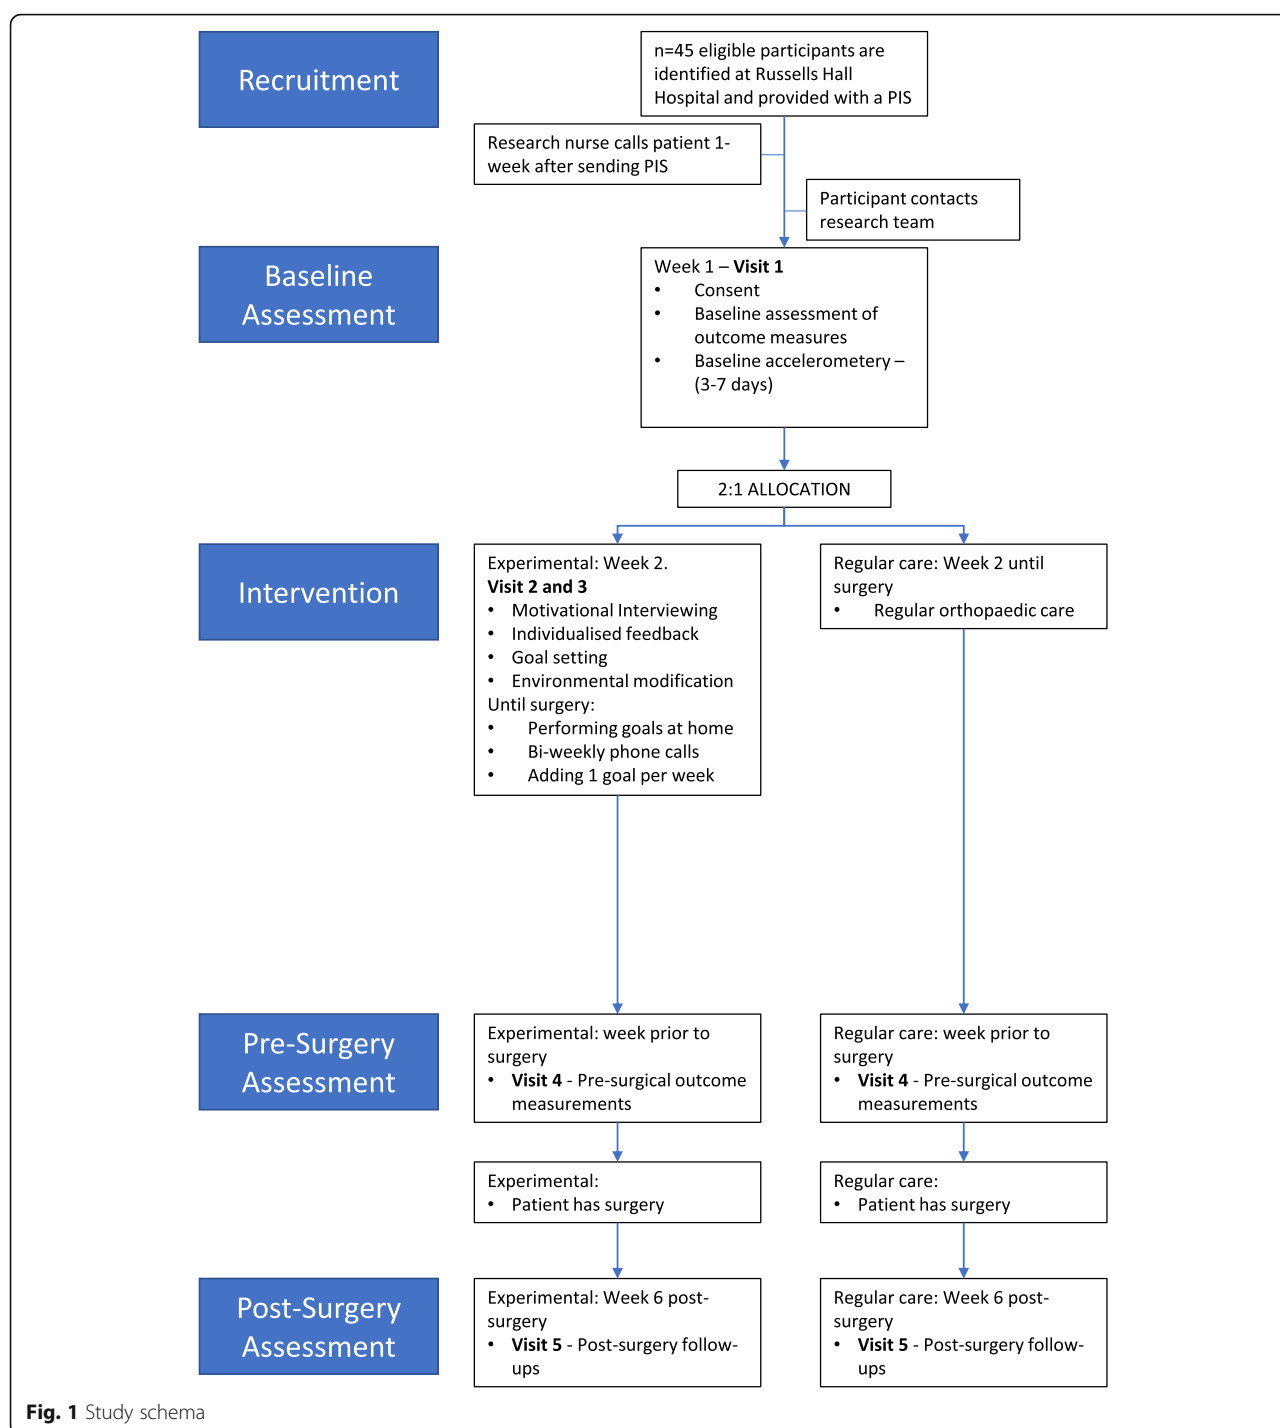 Recruitment
n=45 eligible participants are
identified at Russells Hall
Hospital and provided with a PIS
Research nurse calls patient 1-
week after sending PIS
Participant contacts
research team
Baseline
Assessment
Week 1 – Visit 1
• Consent
• Baseline assessment of
outcome measures
• Baseline accelerometery –
(3-7 days)
2:1 ALLOCATION
Intervention
Experimental: Week 2.
Visit 2 and 3
• Motivational Interviewing
• Individualised feedback
• Goal setting
• Environmental modification
Until surgery:
• Performing goals at home
• Bi-weekly phone calls
• Adding 1 goal per week
Regular care: Week 2 until
surgery
• Regular orthopaedic care
Pre-Surgery
Assessment
Experimental: week prior to
surgery
• Visit 4 - Pre-surgical outcome
measurements
Regular care: week prior to
surgery
• Visit 4 - Pre-surgical outcome
measurements
Experimental:
• Patient has surgery
Regular care:
• Patient has surgery
Post-Surgery
Assessment
Experimental: Week 6 post-
surgery
• Visit 5 - Post-surgery follow-
ups
Regular care: Week 6 post-
surgery
• Visit 5 - Post-surgery follow-
ups
Fig. 1 Study schema